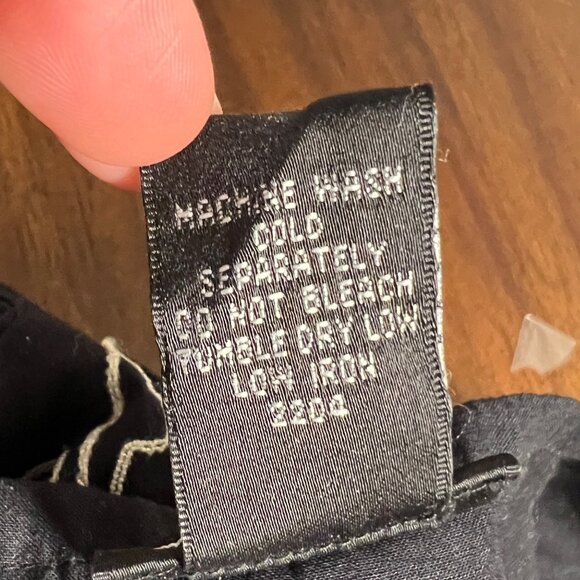 MACHINE WASH
COLD
SEPARATELY
DO NOT BLEACH
TUMBLE DRY LOW
LOW IRON
2204